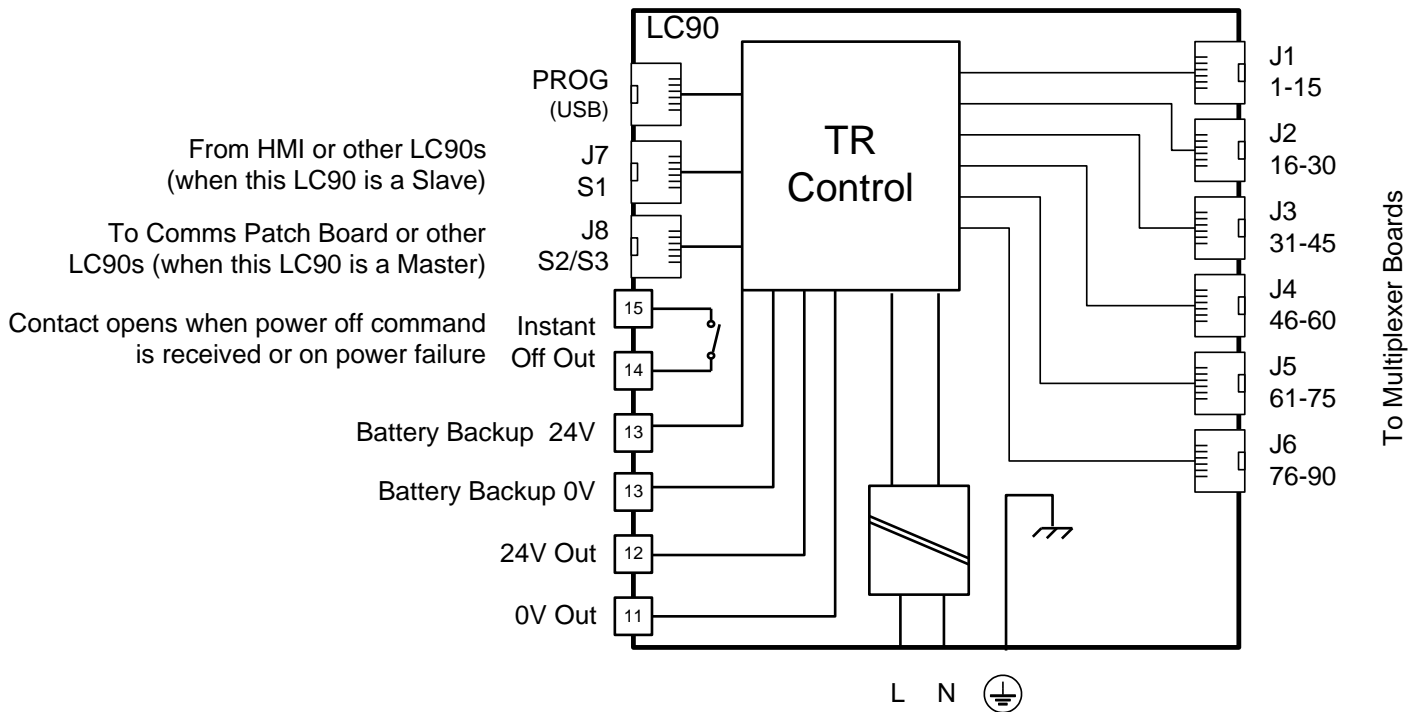 LC90
PROG
(USB)
From HMI or other LC90s
(when this LC90 is a Slave)
J7
S1
To Comms Patch Board or other
LC90s (when this LC90 is a Master)
J8
S2/S3
Contact opens when power off command
is received or on power failure
Instant
Off Out
15
14
Battery Backup 24V
13
Battery Backup 0V
13
24V Out
12
0V Out
11
TR
Control
J1
1-15
J2
16-30
J3
31-45
J4
46-60
J5
61-75
J6
76-90
To Multiplexer Boards
L N